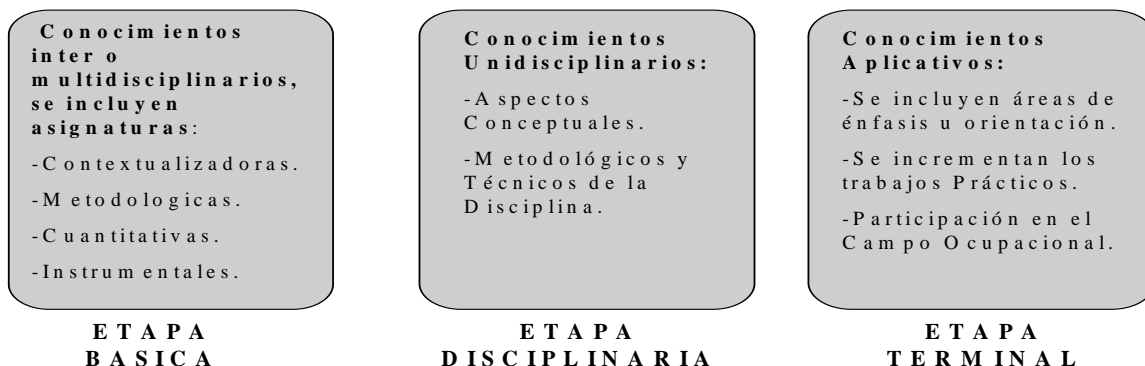 Conocimientos
inter o
multidisciplinarios,
se incluyen
asignaturas:
-Contextualizadoras.
-Metodologicas.
-Cuantitativas.
-Instrumentales.
ETAPA
BASICA
Conocimientos
Unidisciplinarios:
-Aspectos
Conceptuales.
-Metodológicos y
Técnicos de la
Disciplina.
ETAPA
DISCIPLINARIA
Conocimientos
Aplicativos:
-Se incluyen áreas de
énfasis u orientación.
-Se incrementan los
trabajos Prácticos.
-Participación en el
Campo Ocupacional.
ETAPA
TERMINAL